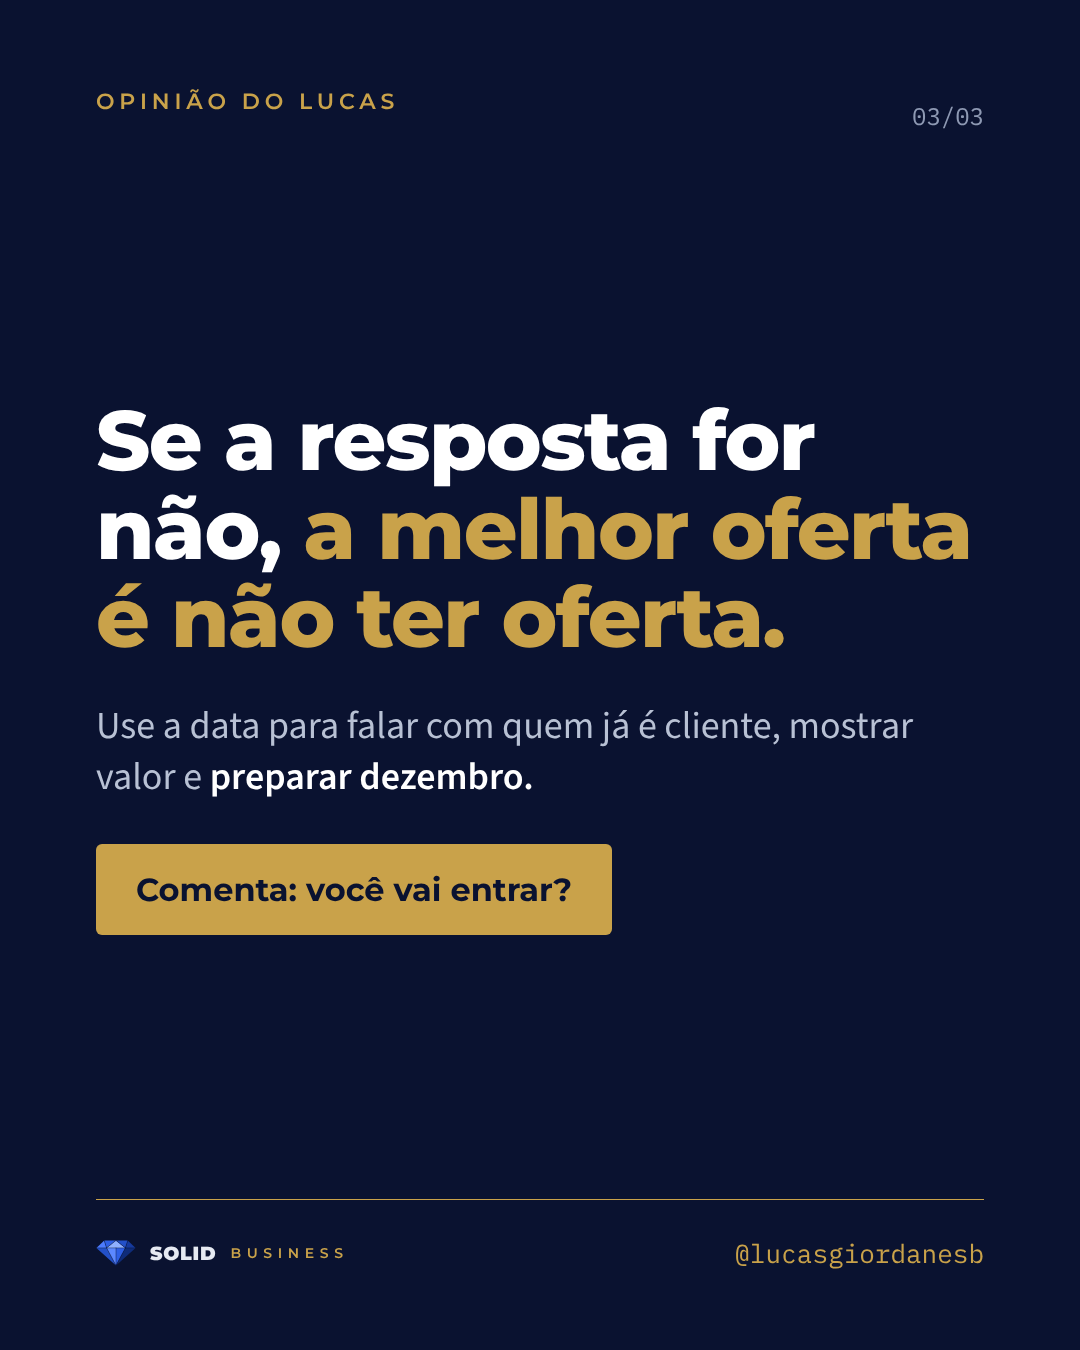 OPINIÃO DO LUCAS
03/03
Se a resposta for
não, a melhor oferta
é não ter oferta.
Use a data para falar com quem já é cliente, mostrar
valor e preparar dezembro.
Comenta: você vai entrar?
SOLID BUSINESS
@lucasgiordanesb